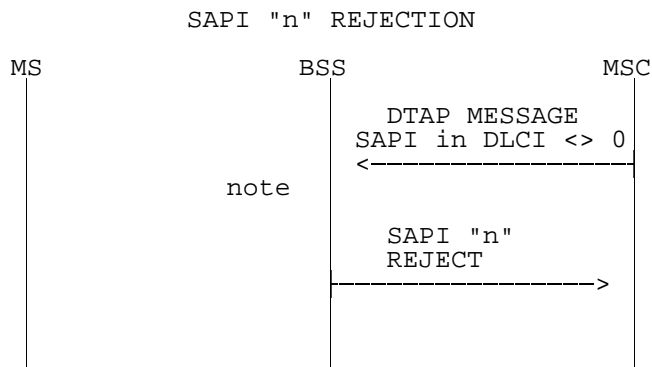 SAPI "n" REJECTION
MS BSS MSC
DTAP MESSAGE
SAPI in DLCI <> 0
note
SAPI "n"
REJECT